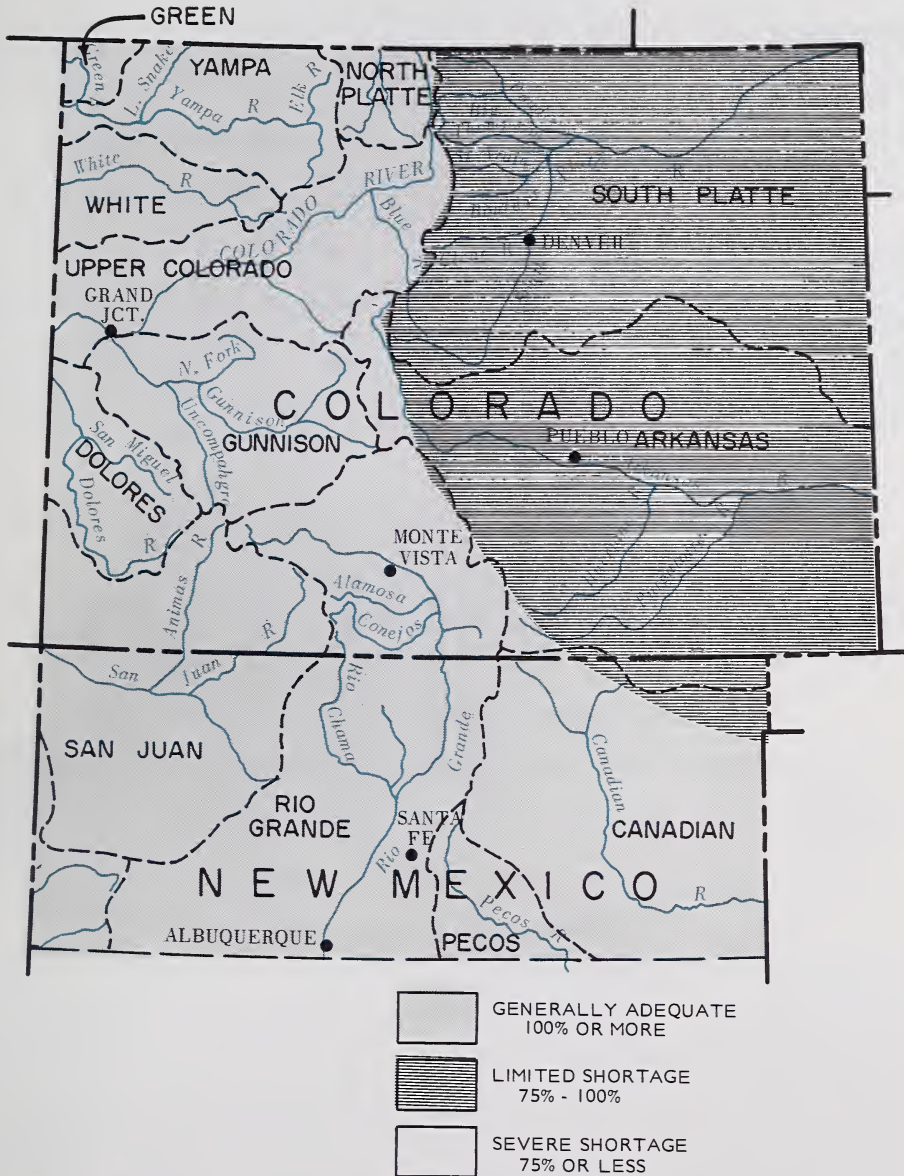 GREEN
Green R
L. Snake
YAMPA
Yampa R
Elk R
NORTH
PLATTE
White R
WHITE
COLORADO RIVER
Blue R
SOUTH PLATTE
R
DENVER
UPPER COLORADO
GRAND
JCT.
N. Fork
Gunnison
Uncompahgre
GUNNISON
COLORADO
PUEBLO
ARKANSAS
Arkansas R
San Miguel
DOLORES
Dolores R
Animas R
MONTE
VISTA
Alamosa
Conejos
San Juan R
Rio Chama
Rio Grande
Canadian R
SAN JUAN
RIO
GRANDE
SANTA
FE
CANADIAN
NEW MEXICO
Pecos R
ALBUQUERQUE
PECOS
GENERALLY ADEQUATE
100% OR MORE
LIMITED SHORTAGE
75% - 100%
SEVERE SHORTAGE
75% OR LESS